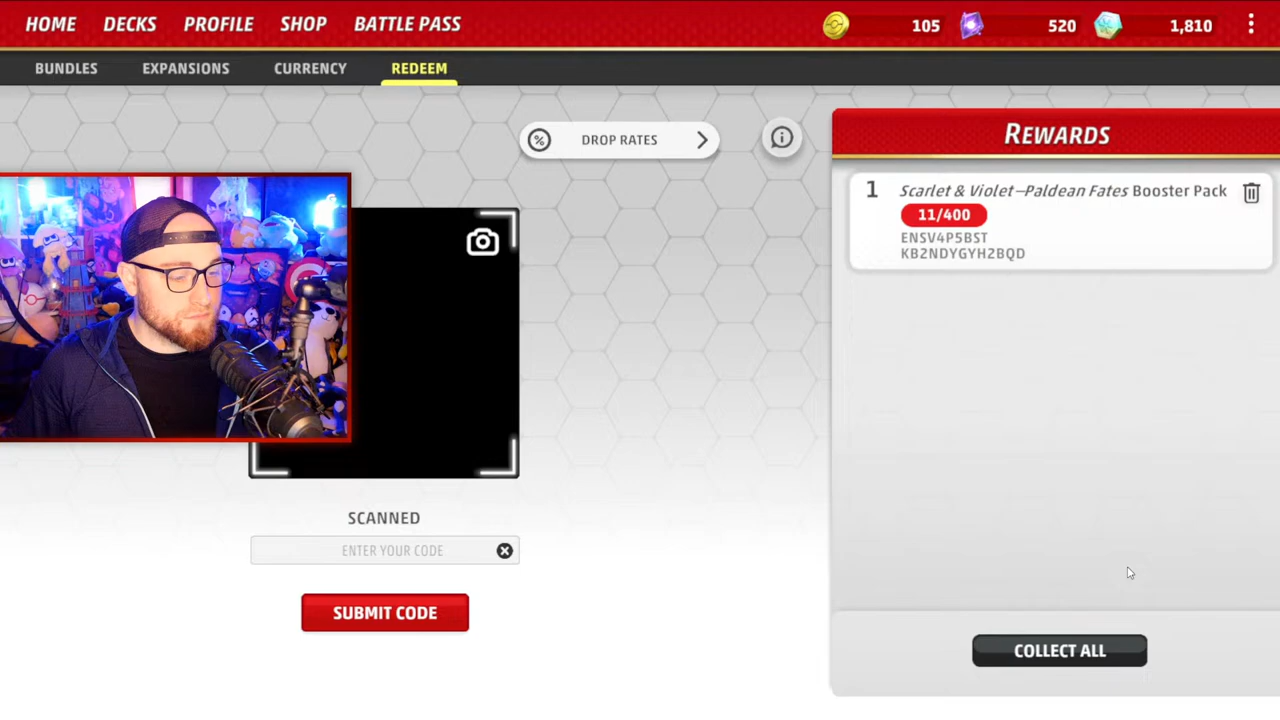 HOME DECKS PROFILE SHOP BATTLE PASS 105 520 1,810
BUNDLES EXPANSIONS CURRENCY REDEEM
DROP RATES
REWARDS
1 Scarlet & Violet—Paldean Fates Booster Pack
11/400
ENSV4P5BST
KB2NDYGYH2BQD
SCANNED
ENTER YOUR CODE
SUBMIT CODE
COLLECT ALL